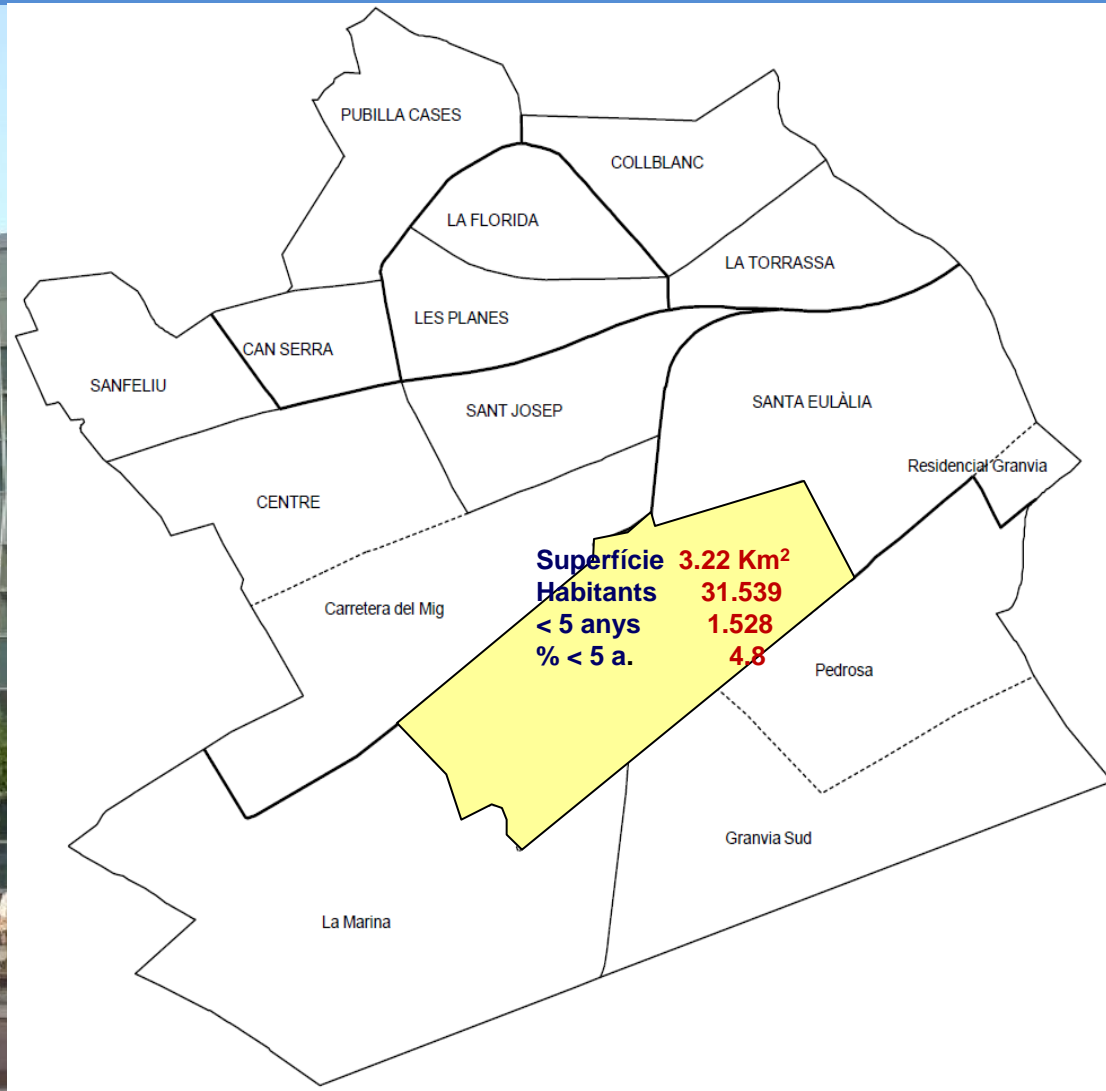 PUBILLA CASES
COLLBLANC
LA FLORIDA
LA TORRASSA
LES PLANES
CAN SERRA
SANFELIU
SANT JOSEP
SANTA EULÀLIA
Residencial Granvia
CENTRE
Superfície 3.22 Km²
Habitants 31.539
< 5 anys 1.528
% < 5 a. 4.8
Carretera del Mig
Pedrosa
Granvia Sud
La Marina